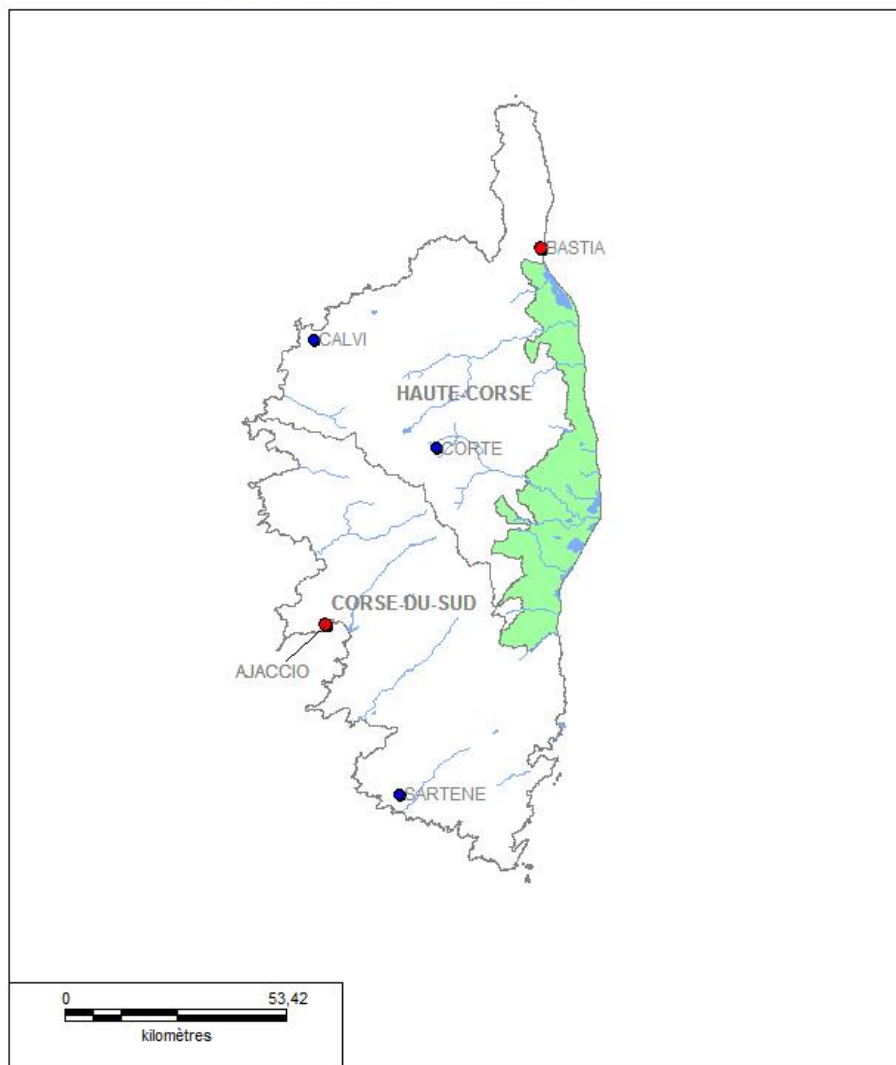 BASTIA
CALVI
HAUTE-CORSE
CORTE
CORSE-DU-SUD
AJACCIO
SARTENE
0 53,42
kilomètres